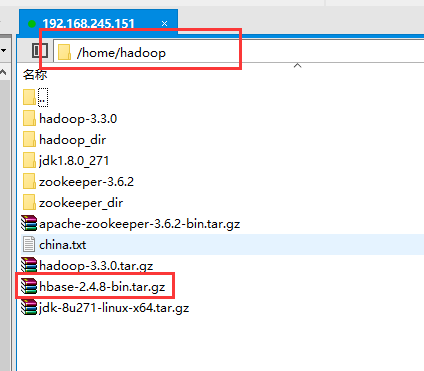 192.168.245.151
/home/hadoop
名称
..
hadoop-3.3.0
hadoop_dir
jdk1.8.0_271
zookeeper-3.6.2
zookeeper_dir
apache-zookeeper-3.6.2-bin.tar.gz
china.txt
hadoop-3.3.0.tar.gz
hbase-2.4.8-bin.tar.gz
jdk-8u271-linux-x64.tar.gz